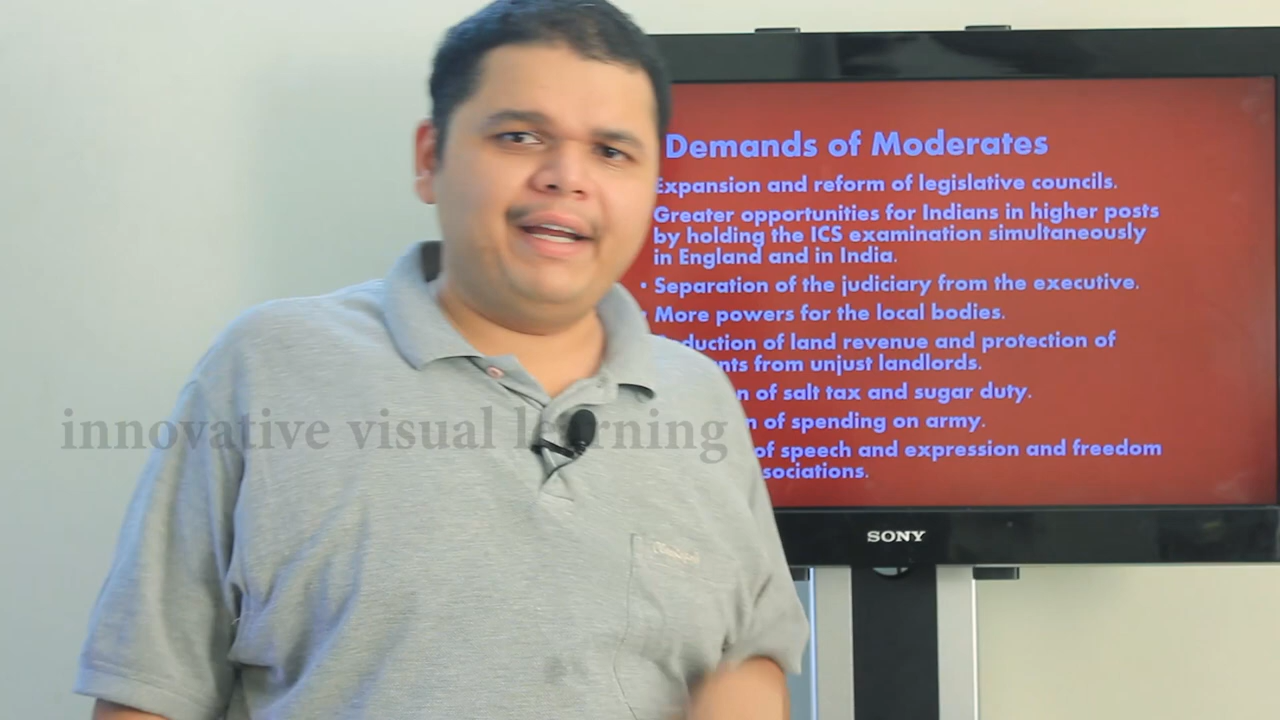 Demands of Moderates
Expansion and reform of legislative councils.
Greater opportunities for Indians in higher posts
by holding the ICS examination simultaneously
in England and in India.
• Separation of the judiciary from the executive.
More powers for the local bodies.
of land revenue and protection of
from unjust landlords.
of salt tax and sugar duty.
of spending on army.
of speech and expression and freedom
innovative visual learning
SONY